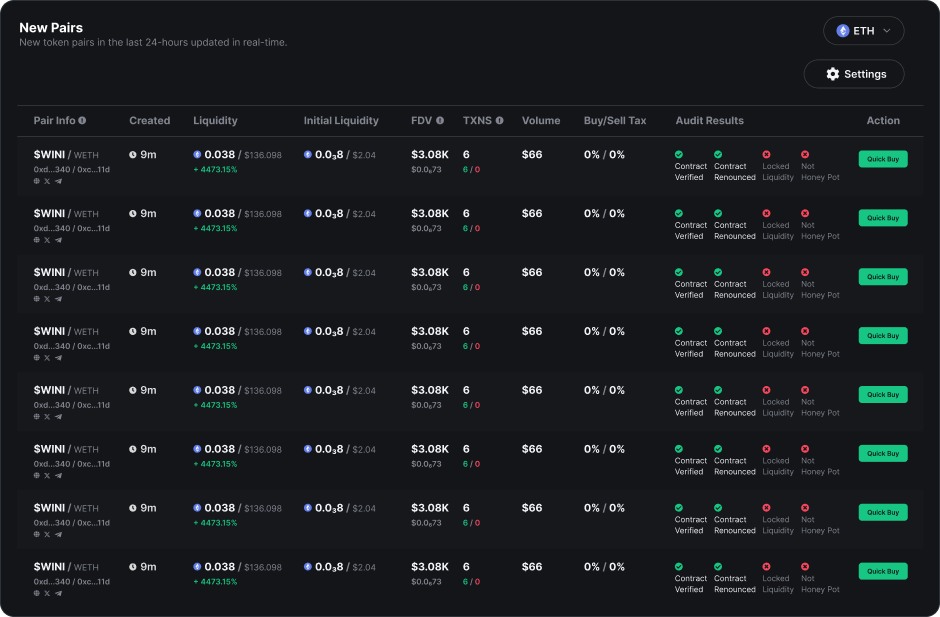 New Pairs
New token pairs in the last 24-hours updated in real-time.
ETH
Settings
Pair Info Created Liquidity Initial Liquidity FDV TXNS Volume Buy/Sell Tax Audit Results Action
$WINI / WETH 9m 0.038 / $136.098 0.0₃8 / $2.04 $3.08K 6 $66 0% / 0% Quick Buy
0xd...340 / 0xc...11d + 4473.15% $0.0₆73 6 / 0 Contract Contract Locked Not
Verified Renounced Liquidity Honey Pot
$WINI / WETH 9m 0.038 / $136.098 0.0₃8 / $2.04 $3.08K 6 $66 0% / 0% Quick Buy
0xd...340 / 0xc...11d + 4473.15% $0.0₆73 6 / 0 Contract Contract Locked Not
Verified Renounced Liquidity Honey Pot
$WINI / WETH 9m 0.038 / $136.098 0.0₃8 / $2.04 $3.08K 6 $66 0% / 0% Quick Buy
0xd...340 / 0xc...11d + 4473.15% $0.0₆73 6 / 0 Contract Contract Locked Not
Verified Renounced Liquidity Honey Pot
$WINI / WETH 9m 0.038 / $136.098 0.0₃8 / $2.04 $3.08K 6 $66 0% / 0% Quick Buy
0xd...340 / 0xc...11d + 4473.15% $0.0₆73 6 / 0 Contract Contract Locked Not
Verified Renounced Liquidity Honey Pot
$WINI / WETH 9m 0.038 / $136.098 0.0₃8 / $2.04 $3.08K 6 $66 0% / 0% Quick Buy
0xd...340 / 0xc...11d + 4473.15% $0.0₆73 6 / 0 Contract Contract Locked Not
Verified Renounced Liquidity Honey Pot
$WINI / WETH 9m 0.038 / $136.098 0.0₃8 / $2.04 $3.08K 6 $66 0% / 0% Quick Buy
0xd...340 / 0xc...11d + 4473.15% $0.0₆73 6 / 0 Contract Contract Locked Not
Verified Renounced Liquidity Honey Pot
$WINI / WETH 9m 0.038 / $136.098 0.0₃8 / $2.04 $3.08K 6 $66 0% / 0% Quick Buy
0xd...340 / 0xc...11d + 4473.15% $0.0₆73 6 / 0 Contract Contract Locked Not
Verified Renounced Liquidity Honey Pot
$WINI / WETH 9m 0.038 / $136.098 0.0₃8 / $2.04 $3.08K 6 $66 0% / 0% Quick Buy
0xd...340 / 0xc...11d + 4473.15% $0.0₆73 6 / 0 Contract Contract Locked Not
Verified Renounced Liquidity Honey Pot